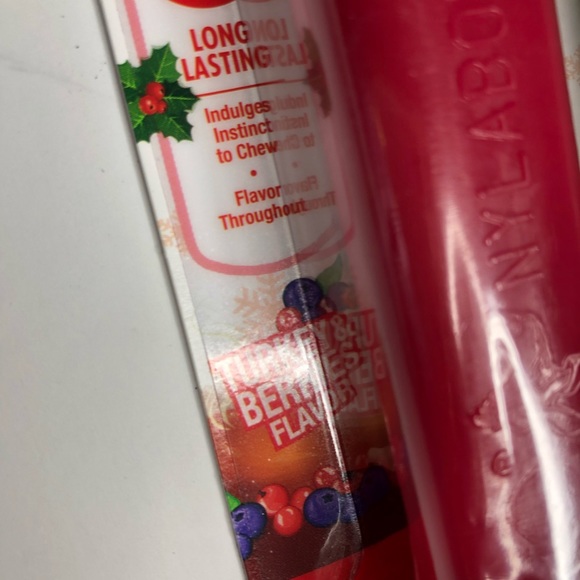 LONG
LASTING
Indulges
Instinct
to Chew
•
Flavor
Throughout
TURKEY &
BERRIES
FLAVOR
NYLABO